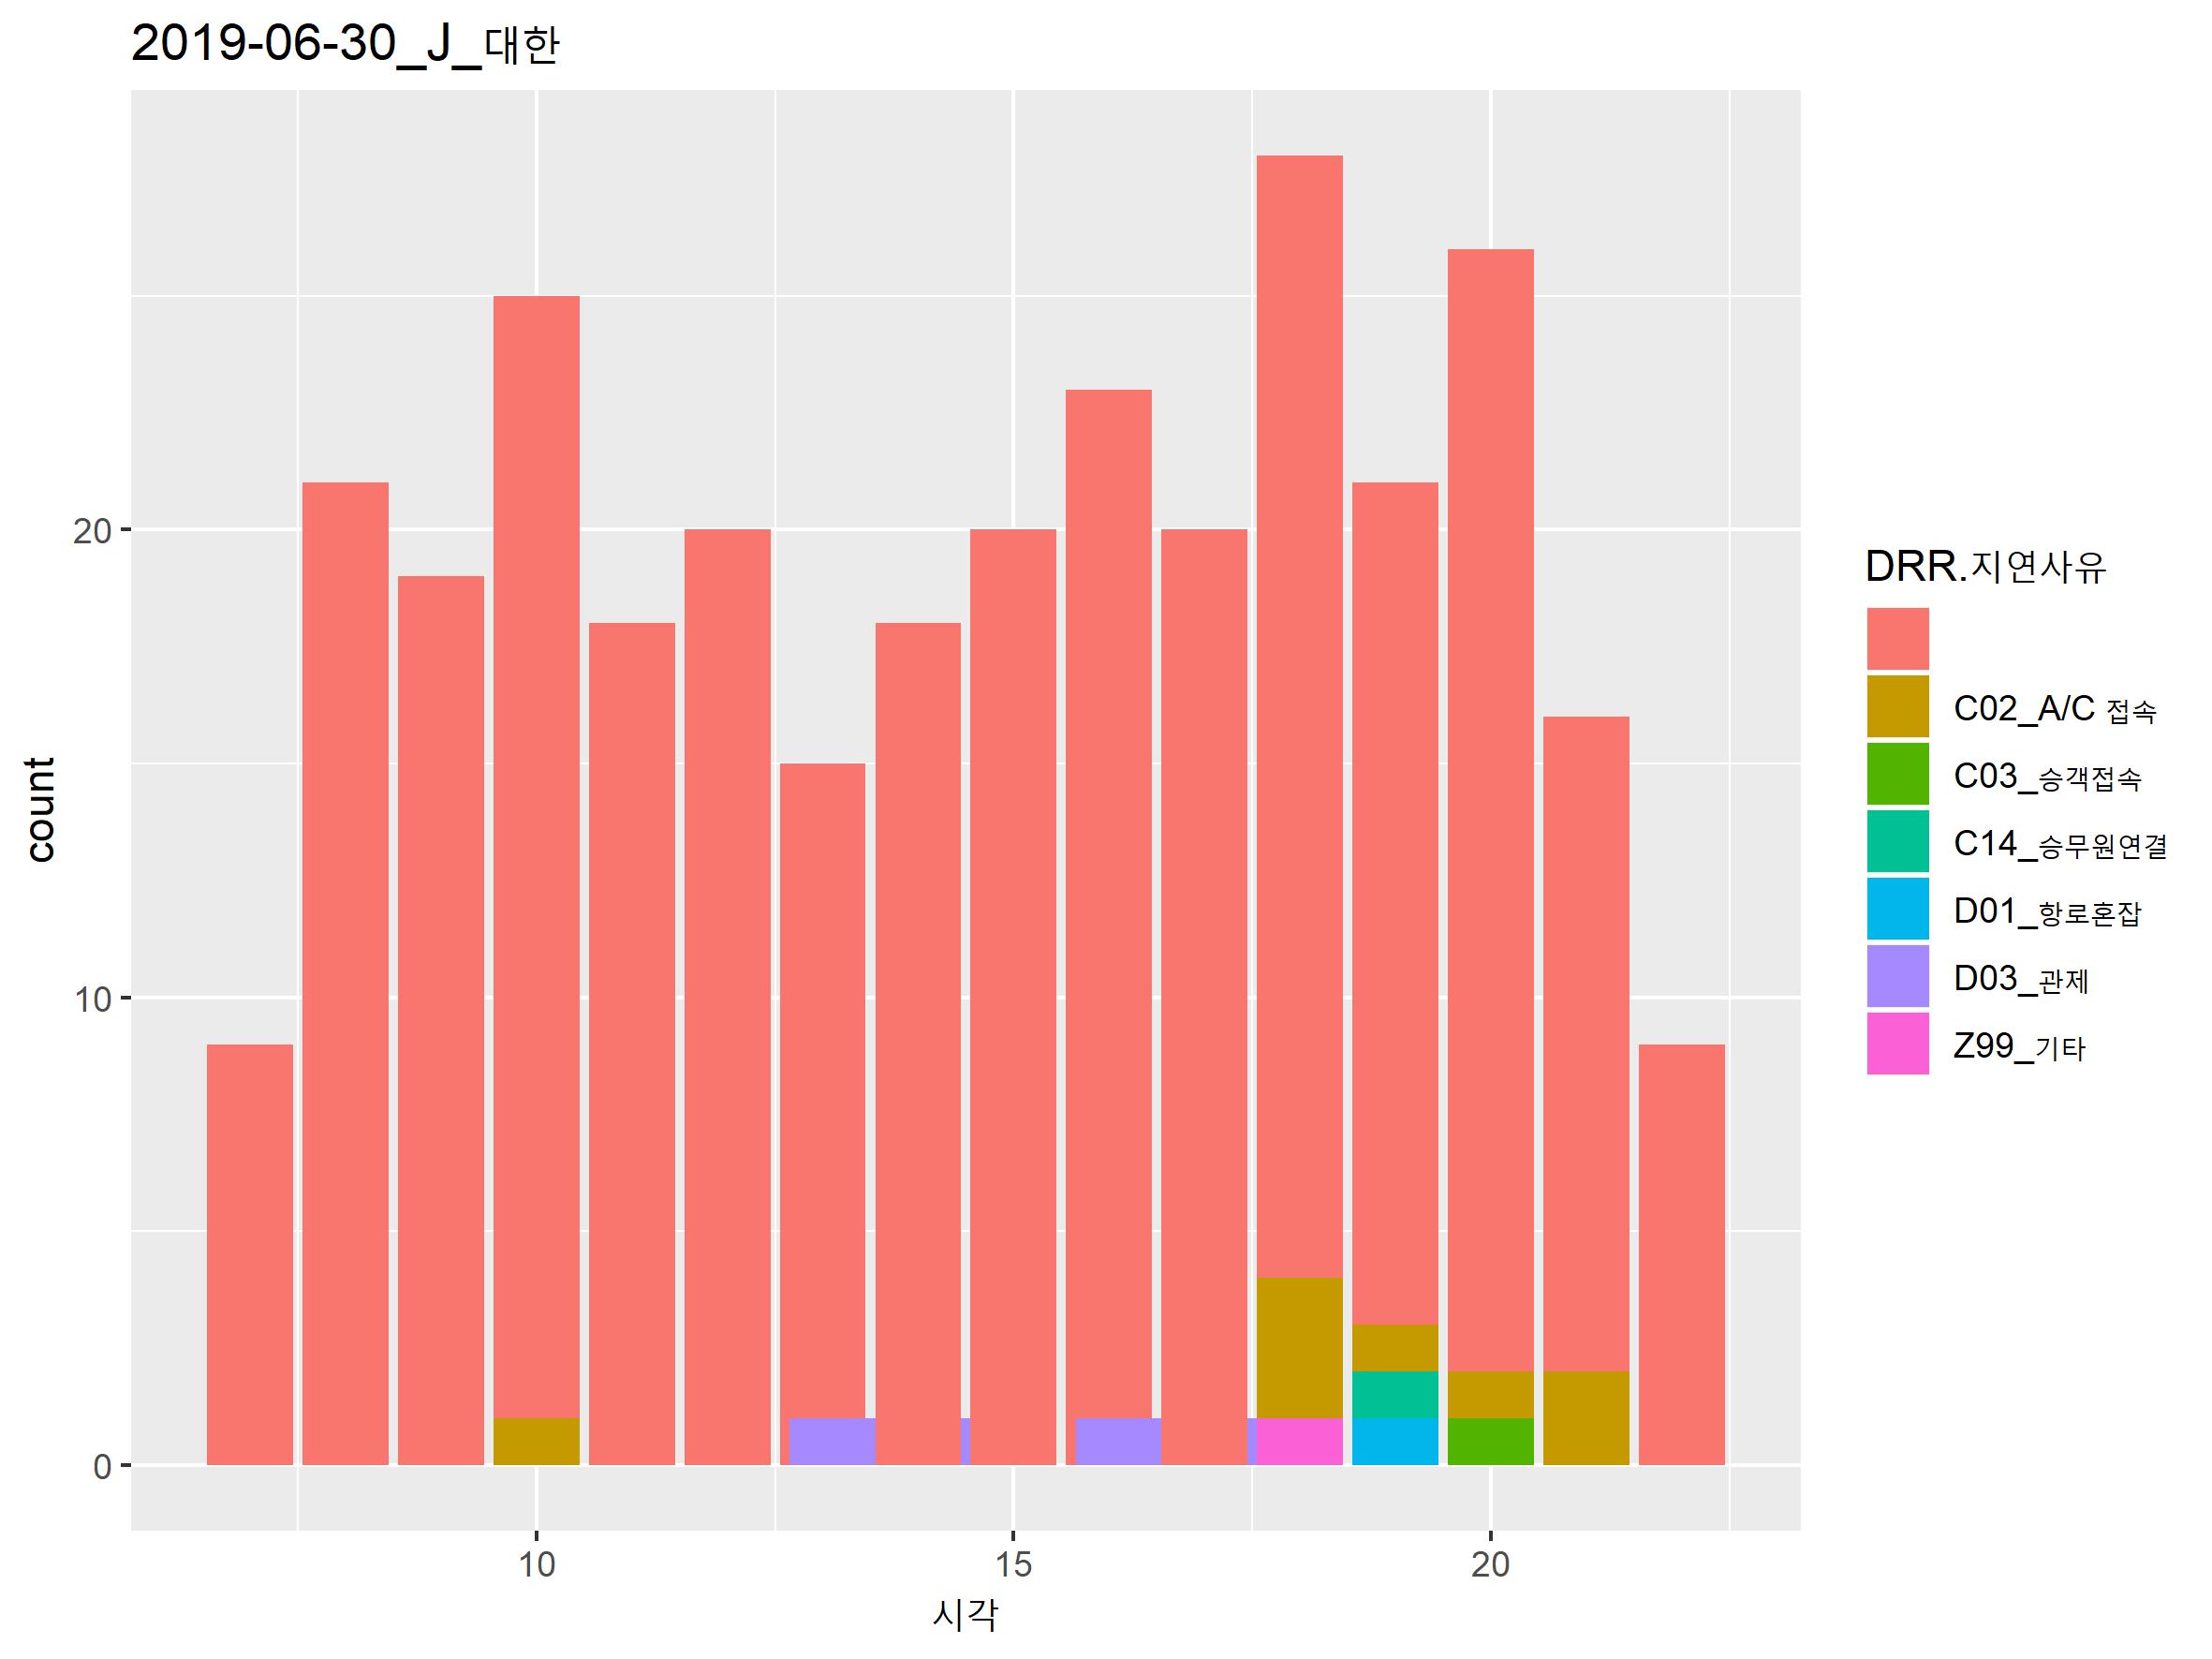 2019-06-30_J_대한
count
20
10
0
10
15
20
시각
DRR.지연사유
C02_A/C 접속
C03_승객접속
C14_승무원연결
D01_항로혼잡
D03_관제
Z99_기타